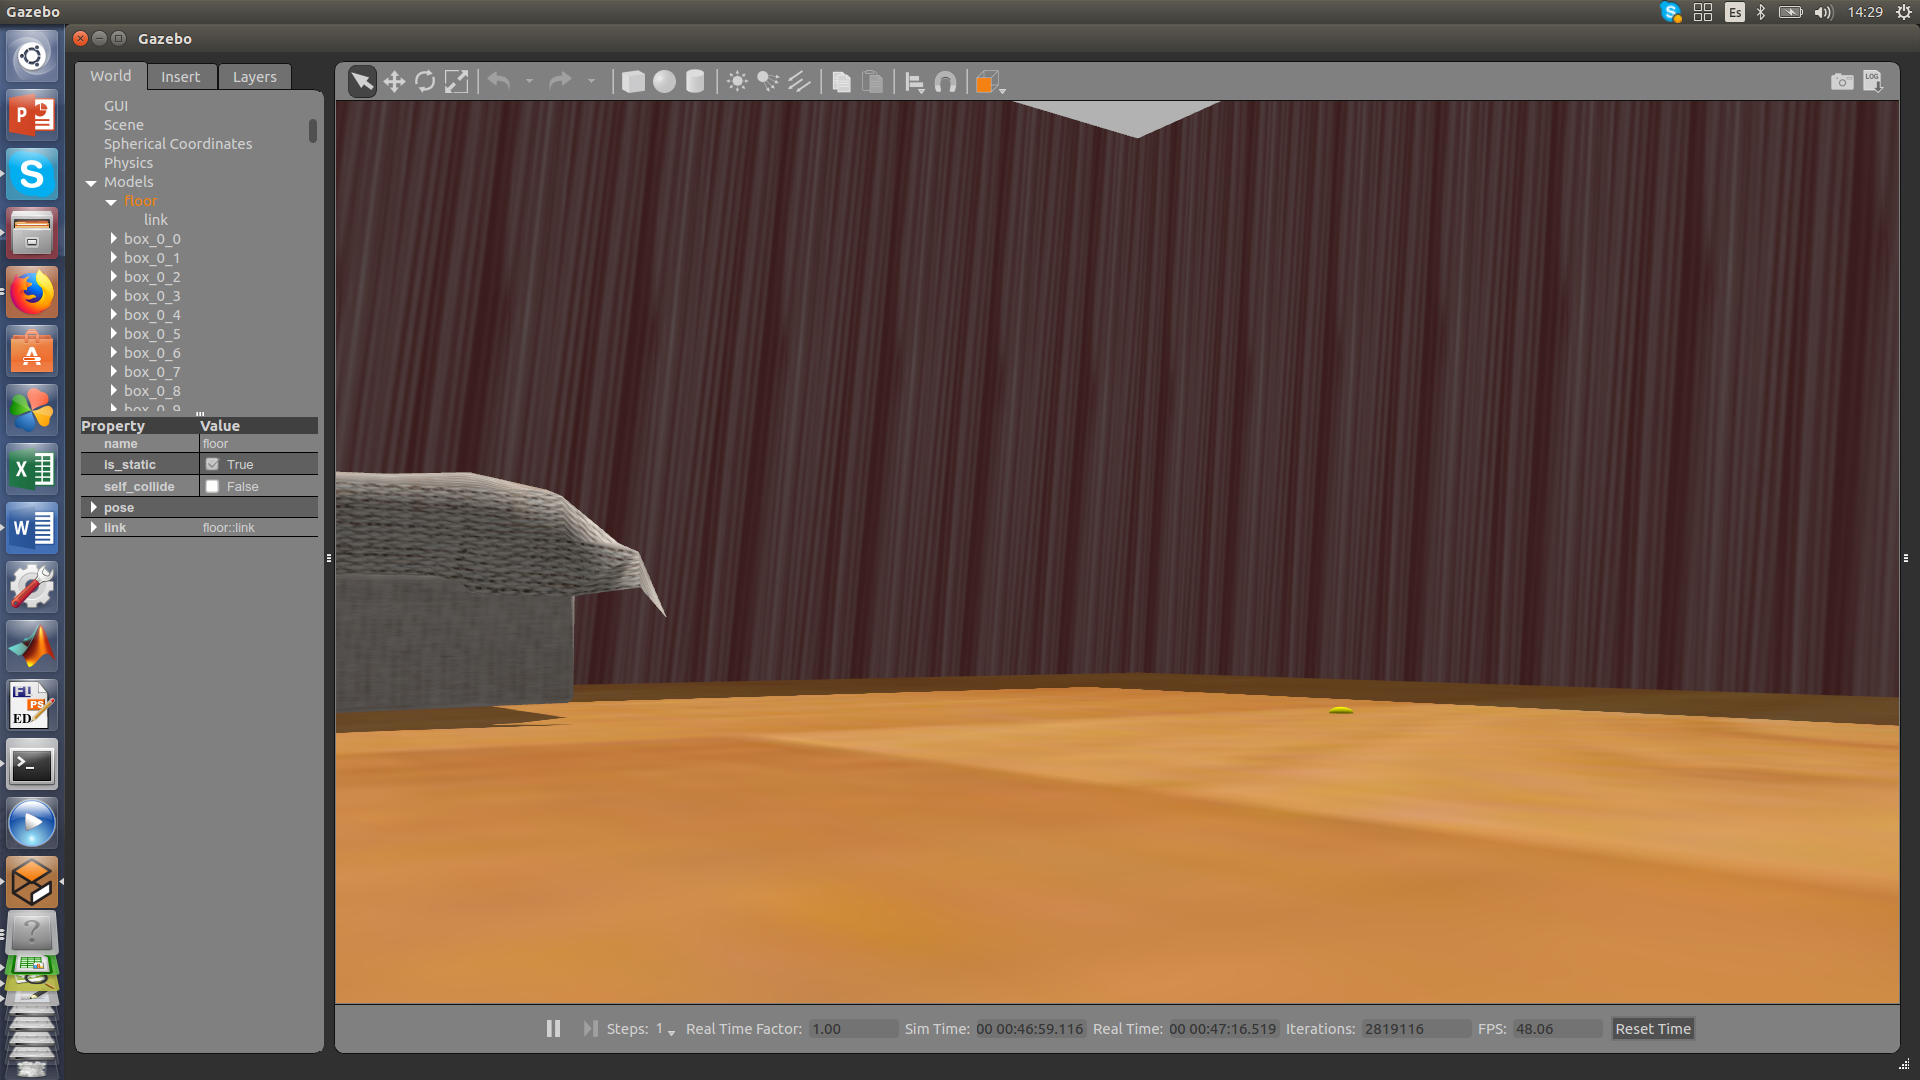 Gazebo
Es
14:29
Gazebo
World Insert Layers
LOG
GUI
Scene
Spherical Coordinates
Physics
Models
floor
link
box_0_0
box_0_1
box_0_2
box_0_3
box_0_4
box_0_5
box_0_6
box_0_7
box_0_8
box_0_9
Property Value
name floor
is_static True
self_collide False
pose
link floor::link
Steps: 1 Real Time Factor: 1.00 Sim Time: 00 00:46:59.116 Real Time: 00 00:47:16.519 Iterations: 2819116 FPS: 48.06 Reset Time